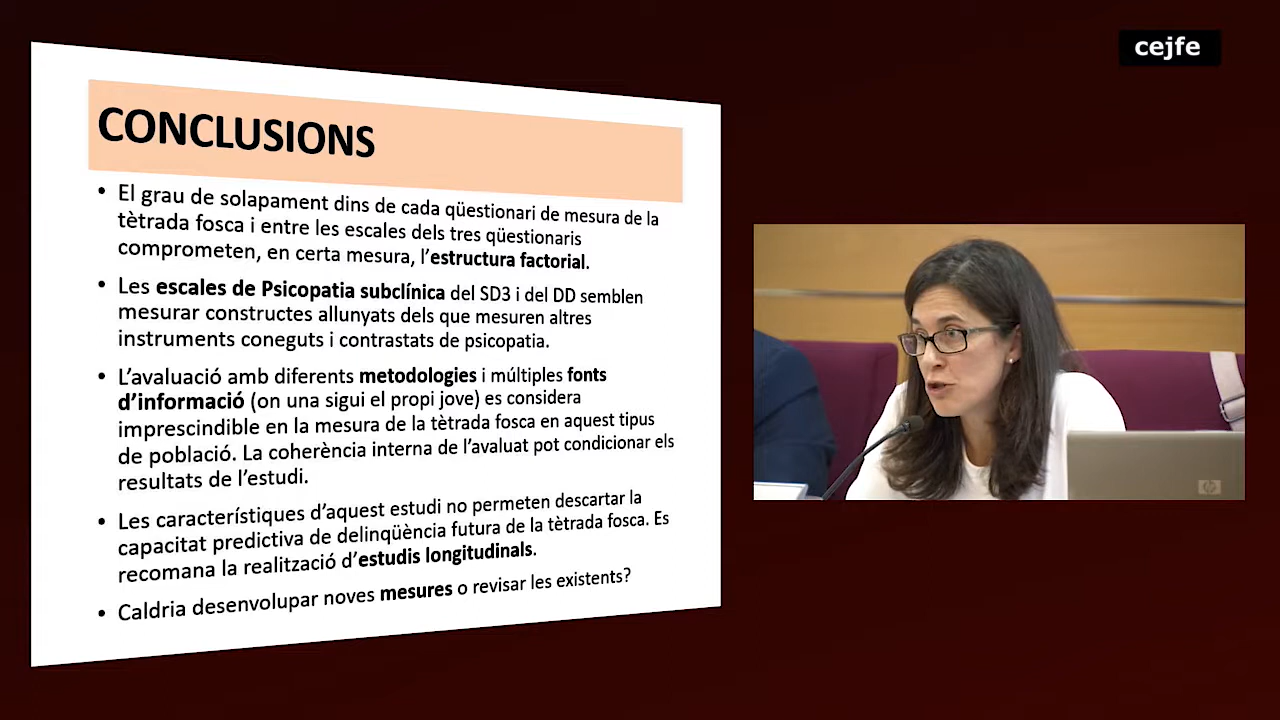 cejfe
CONCLUSIONS
• El grau de solapament dins de cada qüestionari de mesura de la
tètrada fosca i entre les escales dels tres qüestionaris
comprometen, en certa mesura, l’estructura factorial.
• Les escales de Psicopatia subclínica del SD3 i del DD semblen
mesurar constructes allunyats dels que mesuren altres
instruments coneguts i contrastats de psicopatia.
• L’avaluació amb diferents metodologies i múltiples fonts
d’informació (on una sigui el propi jove) es considera
imprescindible en la mesura de la tètrada fosca en aquest tipus
de població. La coherència interna de l’avaluat pot condicionar els
resultats de l’estudi.
• Les característiques d’aquest estudi no permeten descartar la
capacitat predictiva de delinqüència futura de la tètrada fosca. Es
recomana la realització d’estudis longitudinals.
• Caldria desenvolupar noves mesures o revisar les existents?
hp